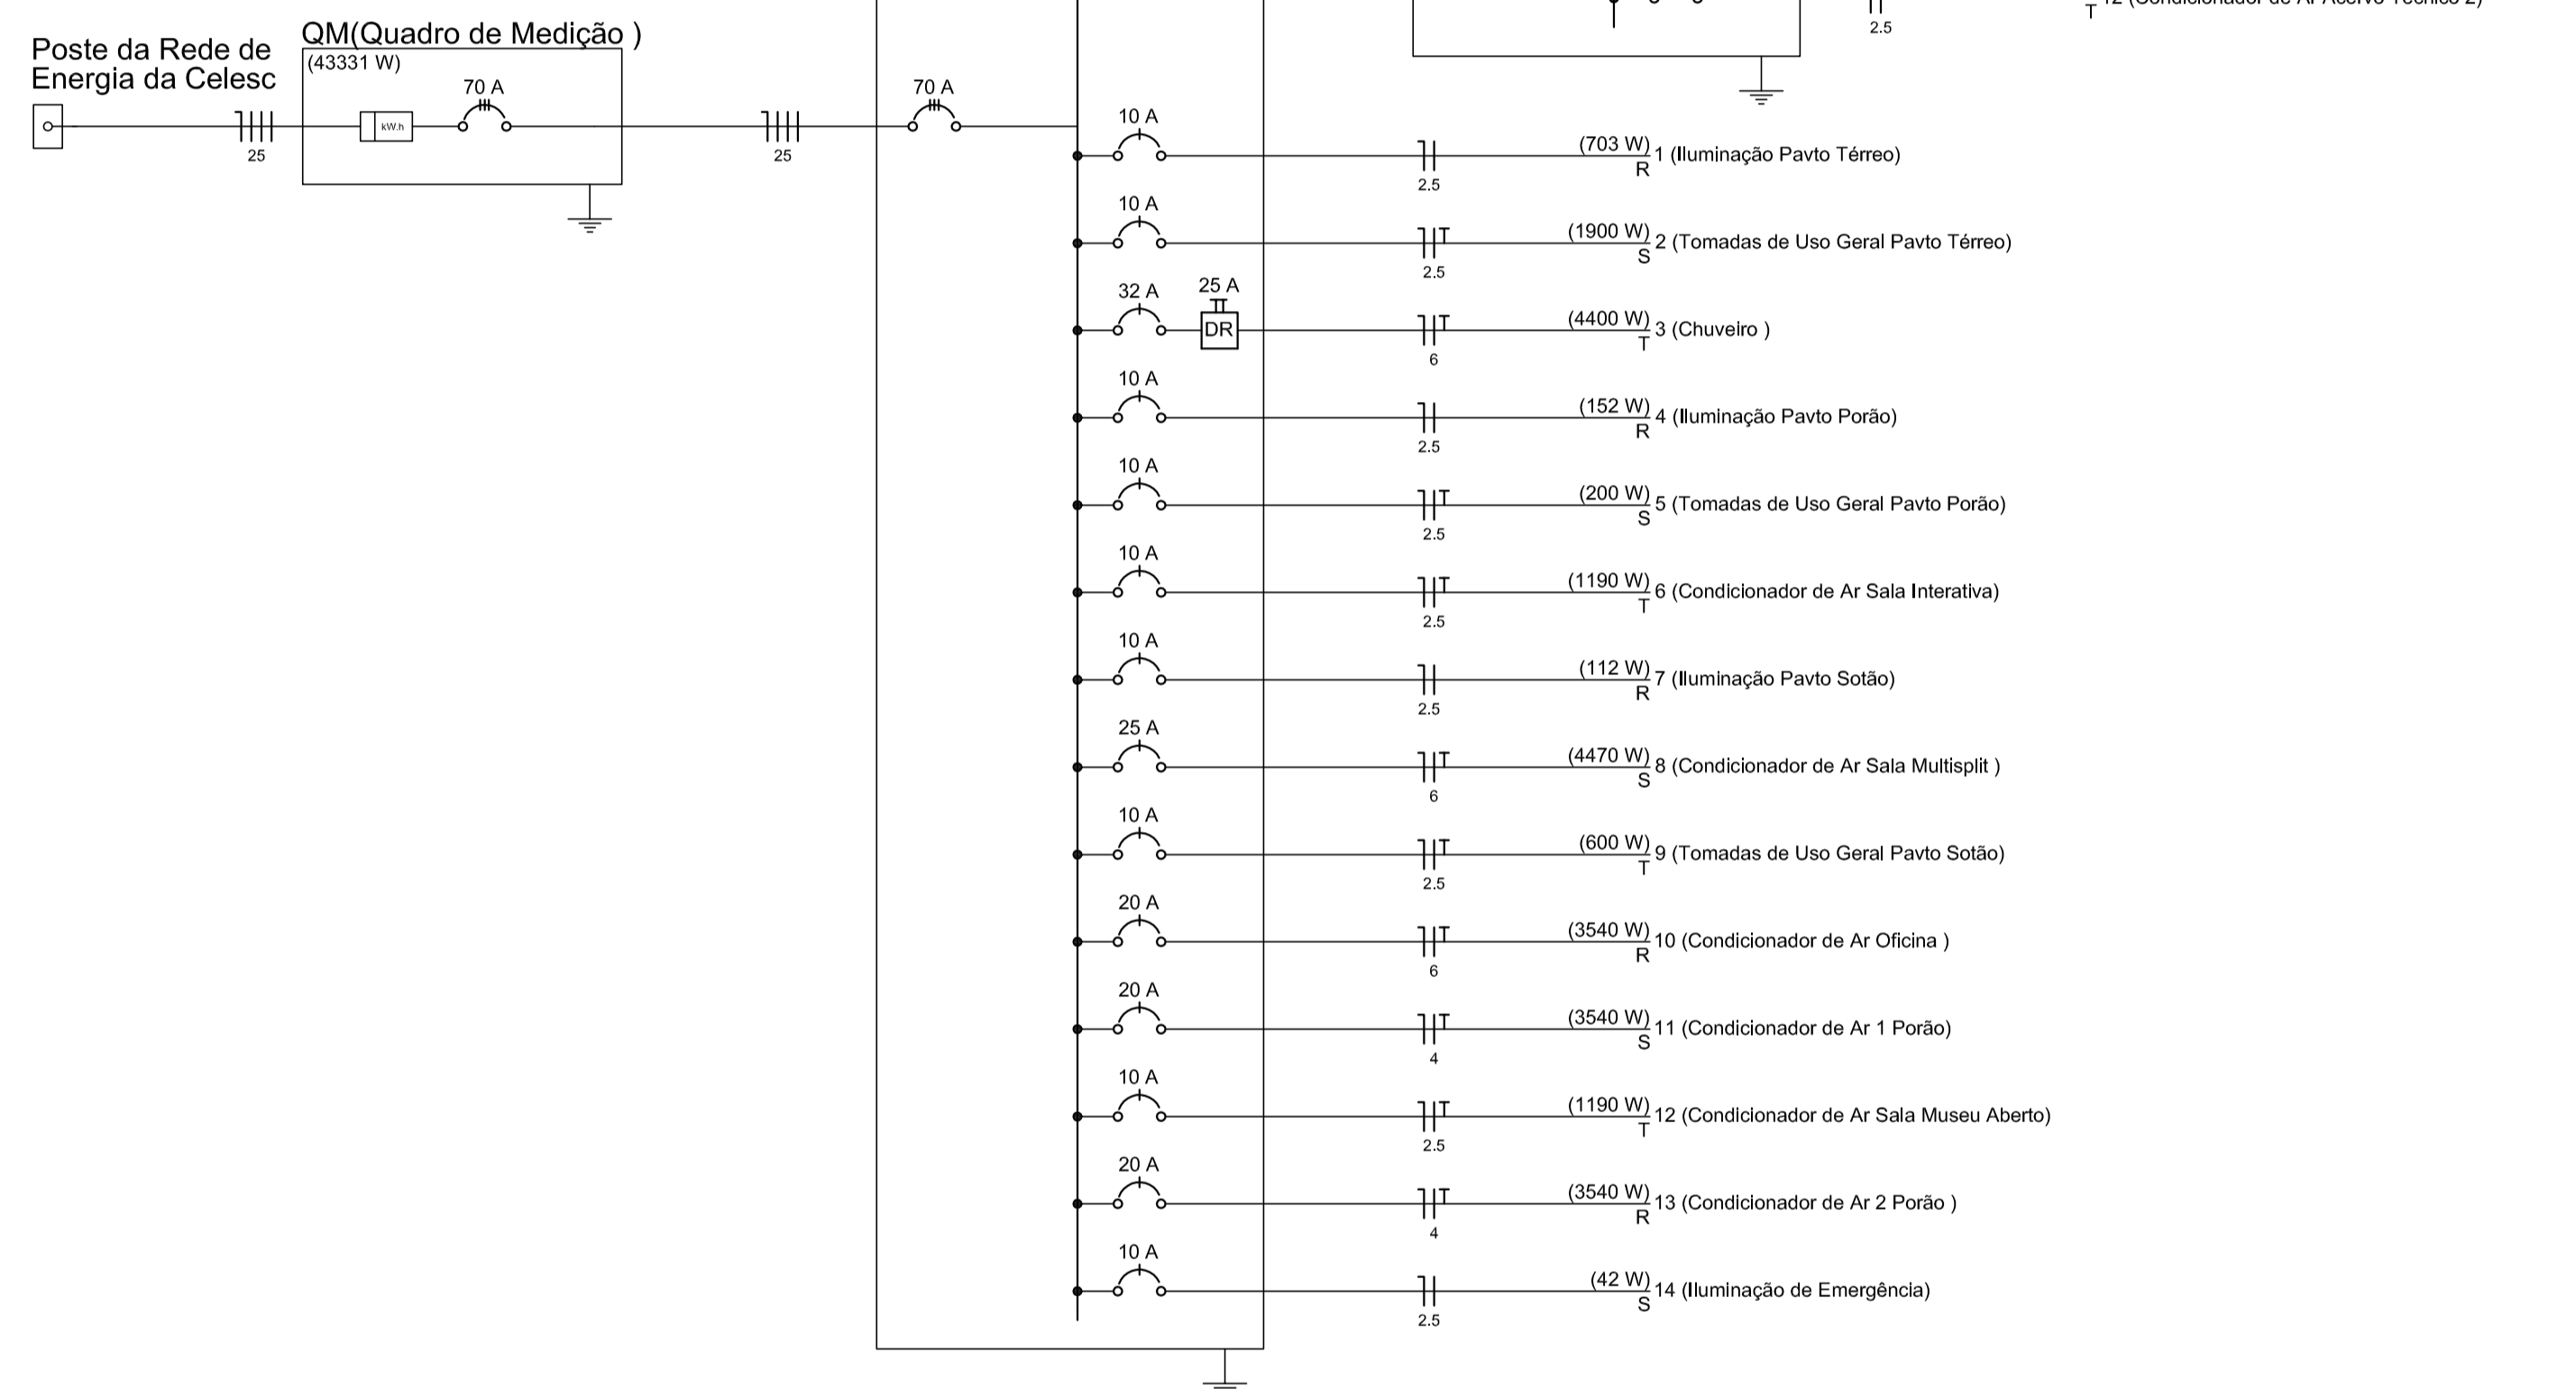 2.5
T
QM(Quadro de Medição )
Poste da Rede de
Energia da Celesc
(43331 W)
70 A
kW.h
25
25
70 A
10 A
2.5
(703 W)
R
1 (Iluminação Pavto Térreo)
10 A
2.5
(1900 W)
S
2 (Tomadas de Uso Geral Pavto Térreo)
32 A
25 A
DR
6
(4400 W)
T
3 (Chuveiro )
10 A
2.5
(152 W)
R
4 (Iluminação Pavto Porão)
10 A
2.5
(200 W)
S
5 (Tomadas de Uso Geral Pavto Porão)
10 A
2.5
(1190 W)
T
6 (Condicionador de Ar Sala Interativa)
10 A
2.5
(112 W)
R
7 (Iluminação Pavto Sotão)
25 A
6
(4470 W)
S
8 (Condicionador de Ar Sala Multisplit )
10 A
2.5
(600 W)
T
9 (Tomadas de Uso Geral Pavto Sotão)
20 A
6
(3540 W)
R
10 (Condicionador de Ar Oficina )
20 A
4
(3540 W)
S
11 (Condicionador de Ar 1 Porão)
10 A
2.5
(1190 W)
T
12 (Condicionador de Ar Sala Museu Aberto)
20 A
4
(3540 W)
R
13 (Condicionador de Ar 2 Porão )
10 A
2.5
(42 W)
S
14 (Iluminação de Emergência)